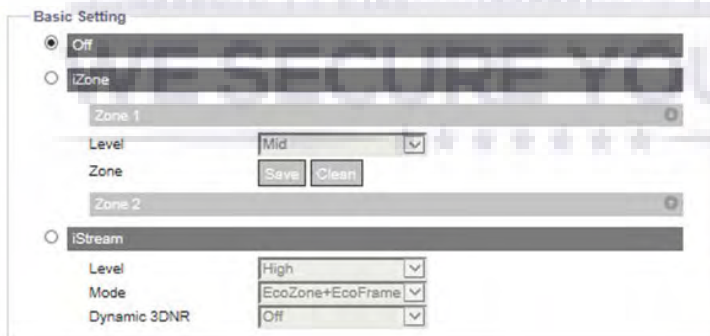 Basic Setting
Off
WE SECURE YOU
iZone
Zone 1
Level Mid
Zone Save Clean
Zone 2
iStream
Level High
Mode EcoZone+EcoFrame
Dynamic 3DNR Off